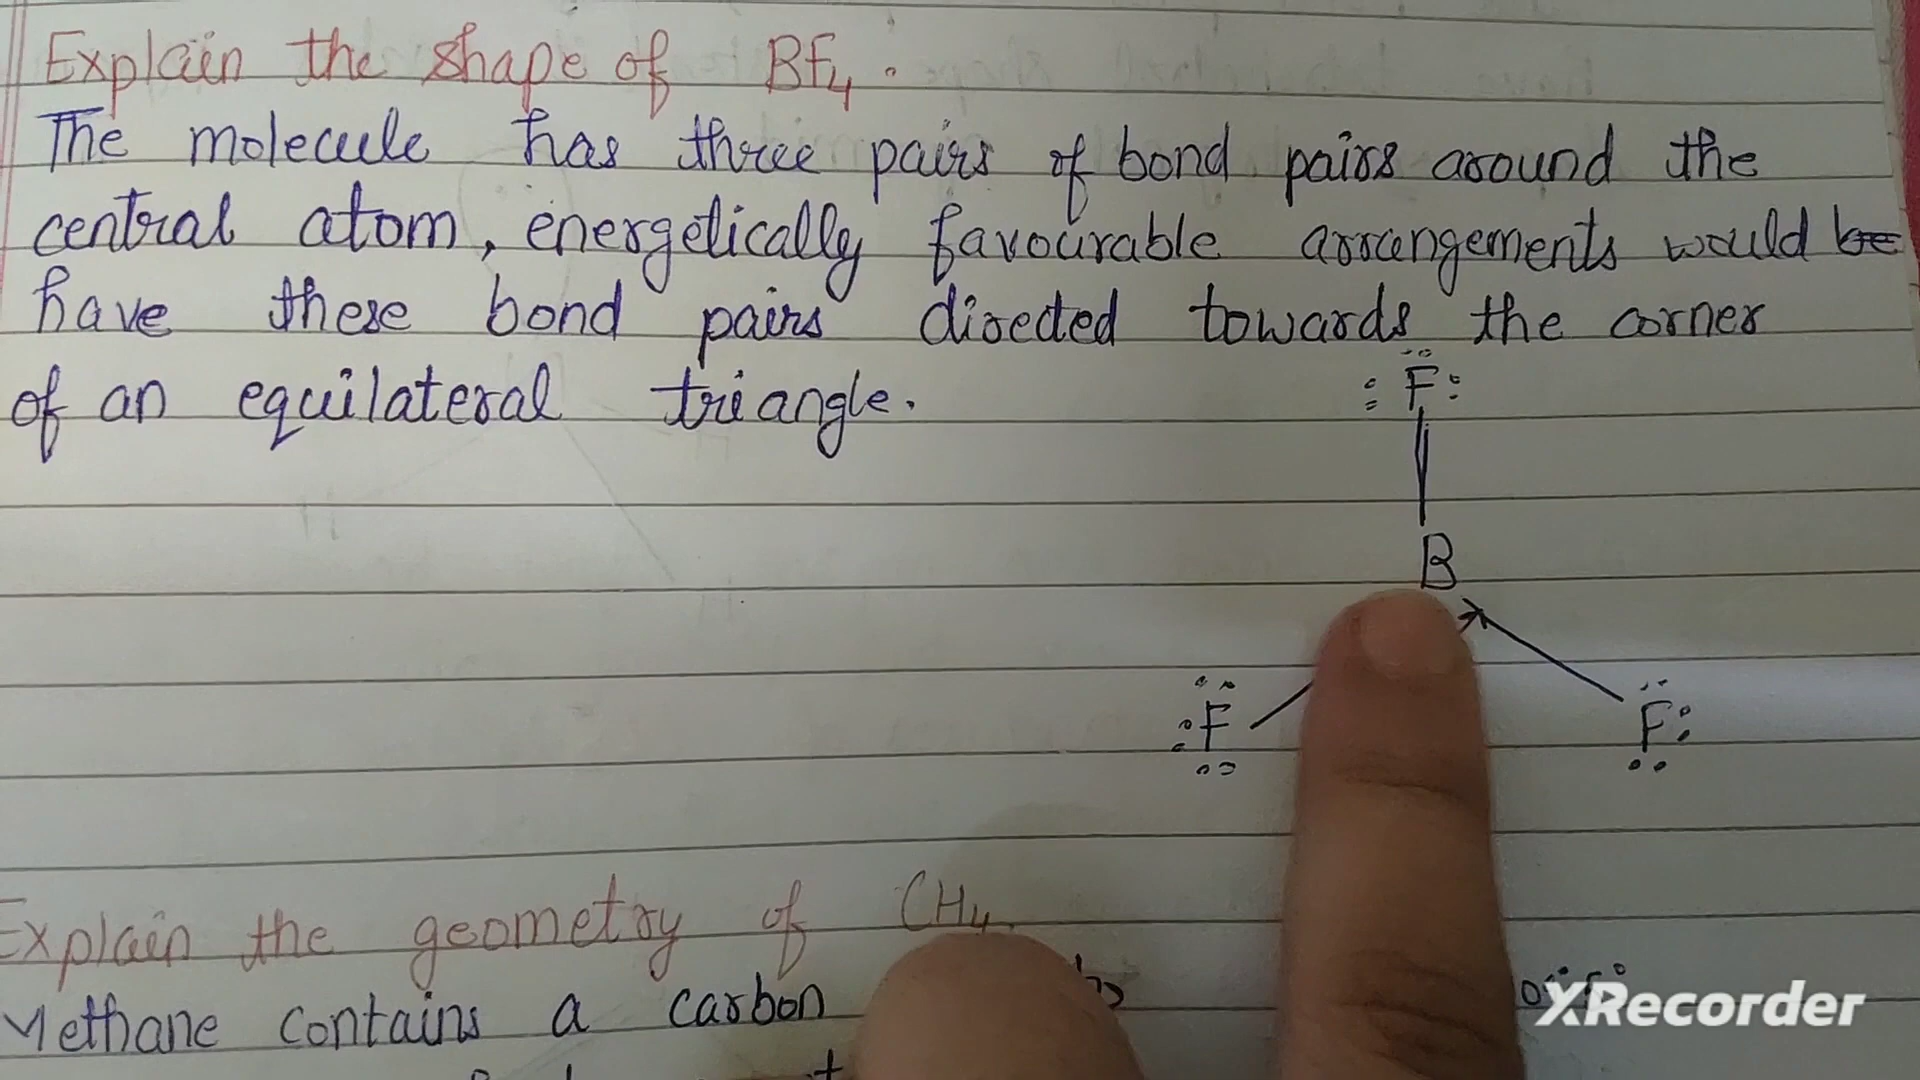 Explain the shape of BF4.
The molecule has three pairs of bond pairs around the
central atom, energetically favourable arrangements would be
have these bond pairs directed towards the corner
of an equilateral triangle.
F
B
F F
Explain the geometry of CH4.
Methane contains a carbon
XRecorder